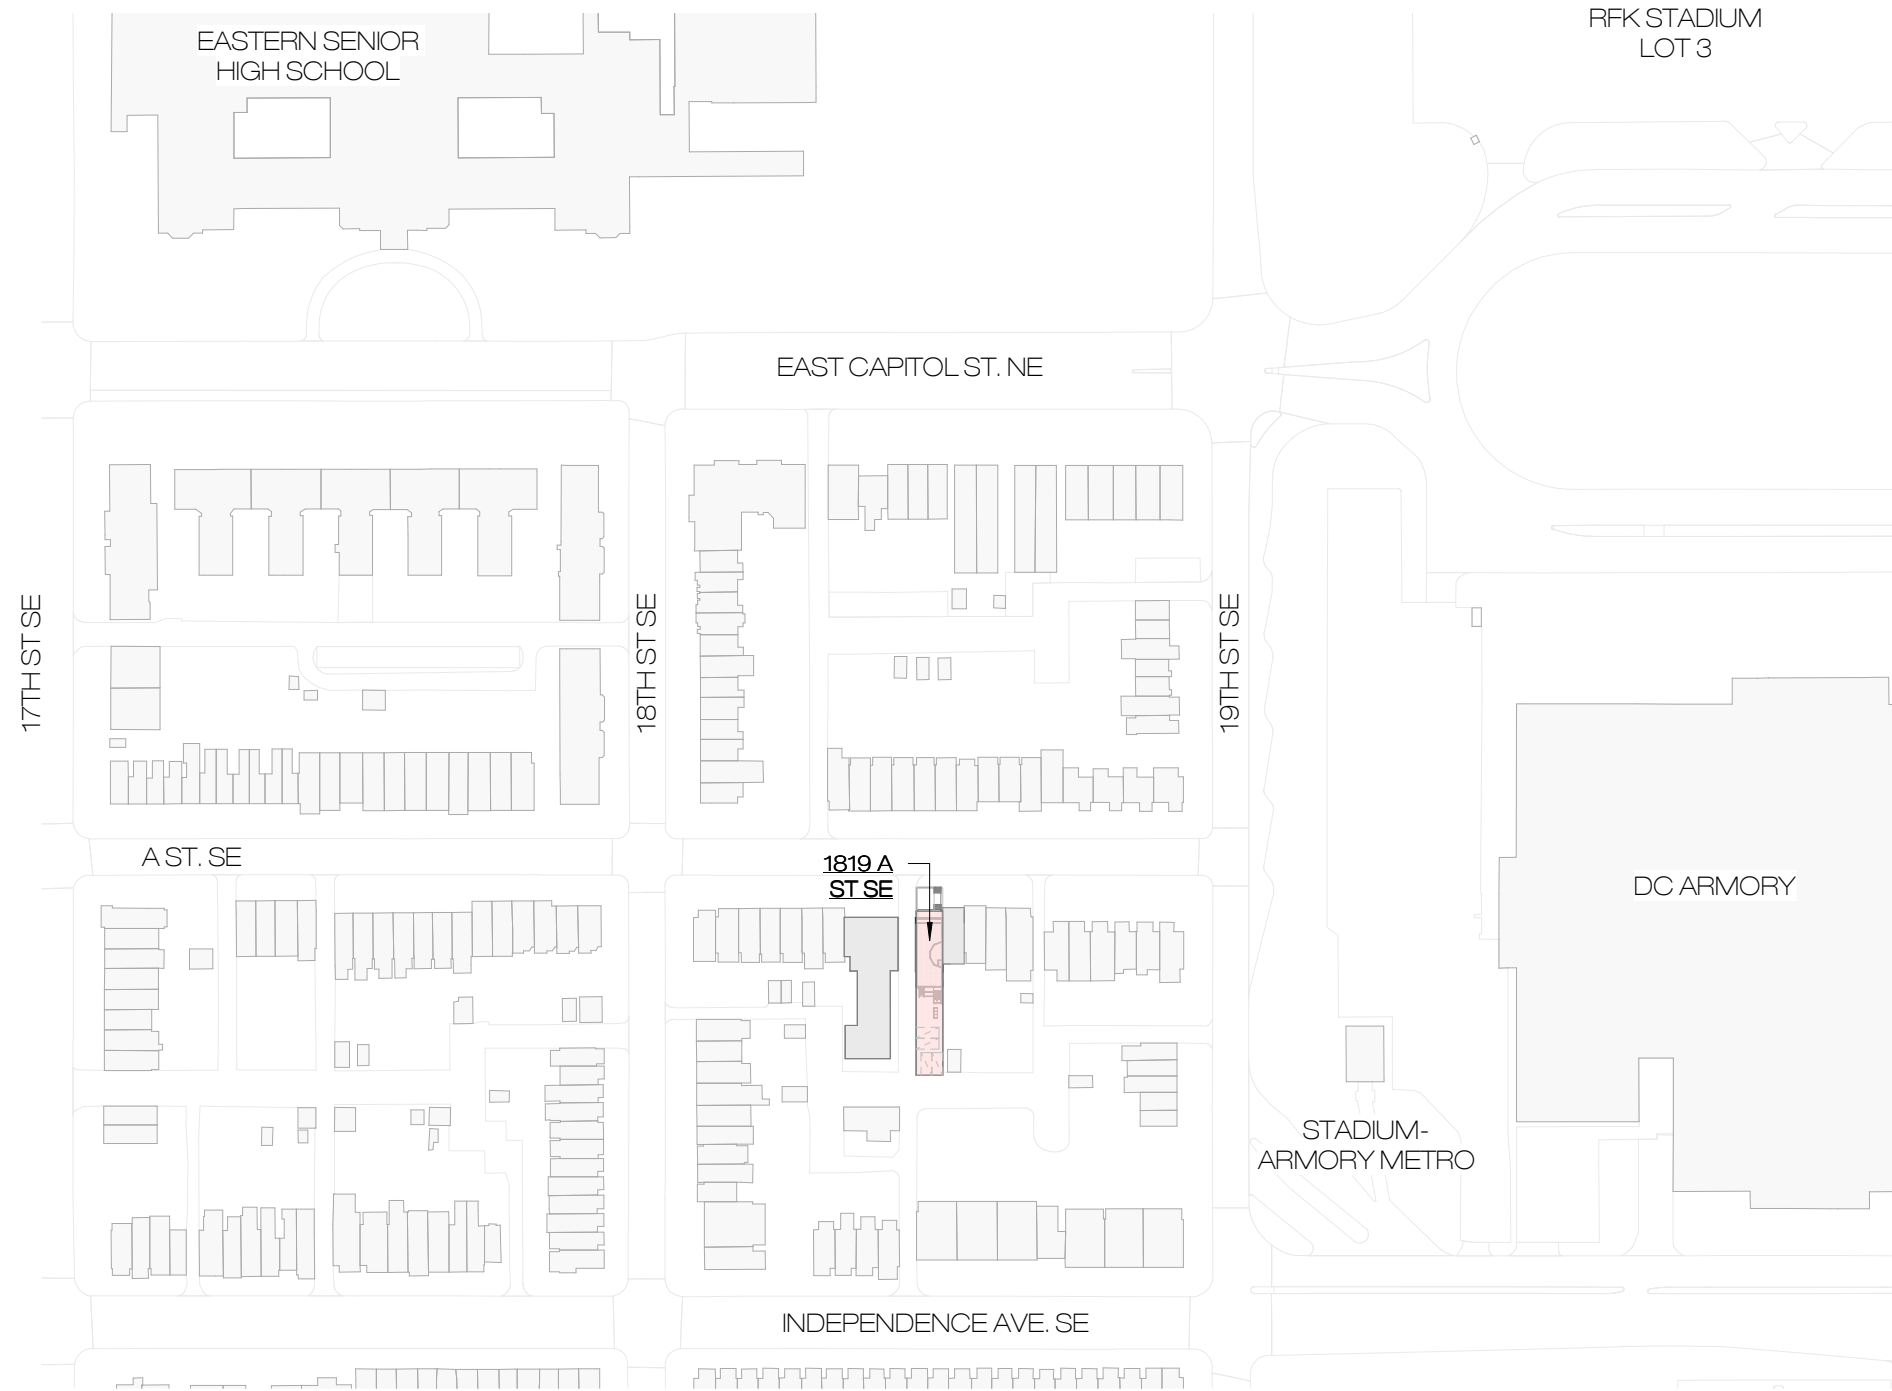 EASTERN SENIOR
HIGH SCHOOL
RFK STADIUM
LOT 3
EAST CAPITOL ST. NE
17TH ST SE
18TH ST SE
19TH ST SE
A ST. SE
1819 A
ST SE
DC ARMORY
STADIUM-
ARMORY METRO
INDEPENDENCE AVE. SE